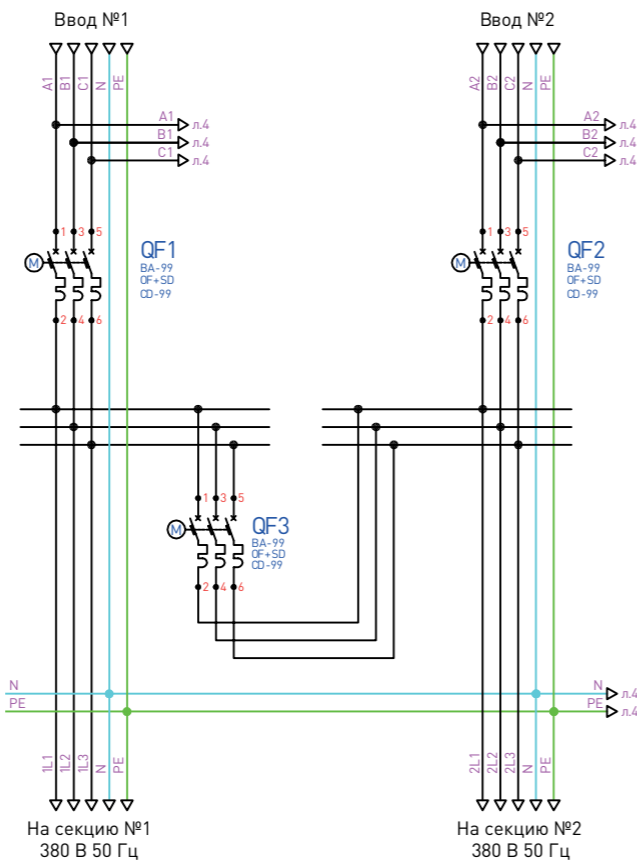 Ввод №1
Ввод №2
A1
B1
C1
N
PE
A2
B2
C2
N
PE
A1 л.4
B1 л.4
C1 л.4
A2 л.4
B2 л.4
C2 л.4
1 3 5
QF1
ВА-99
OF+SD
CD-99
M
2 4 6
1 3 5
QF2
ВА-99
OF+SD
CD-99
M
2 4 6
1 3 5
QF3
ВА-99
OF+SD
CD-99
M
2 4 6
N
PE
N л.4
PE л.4
1L1
1L2
1L3
N
PE
2L1
2L2
2L3
N
PE
На секцию №1
380 В 50 Гц
На секцию №2
380 В 50 Гц